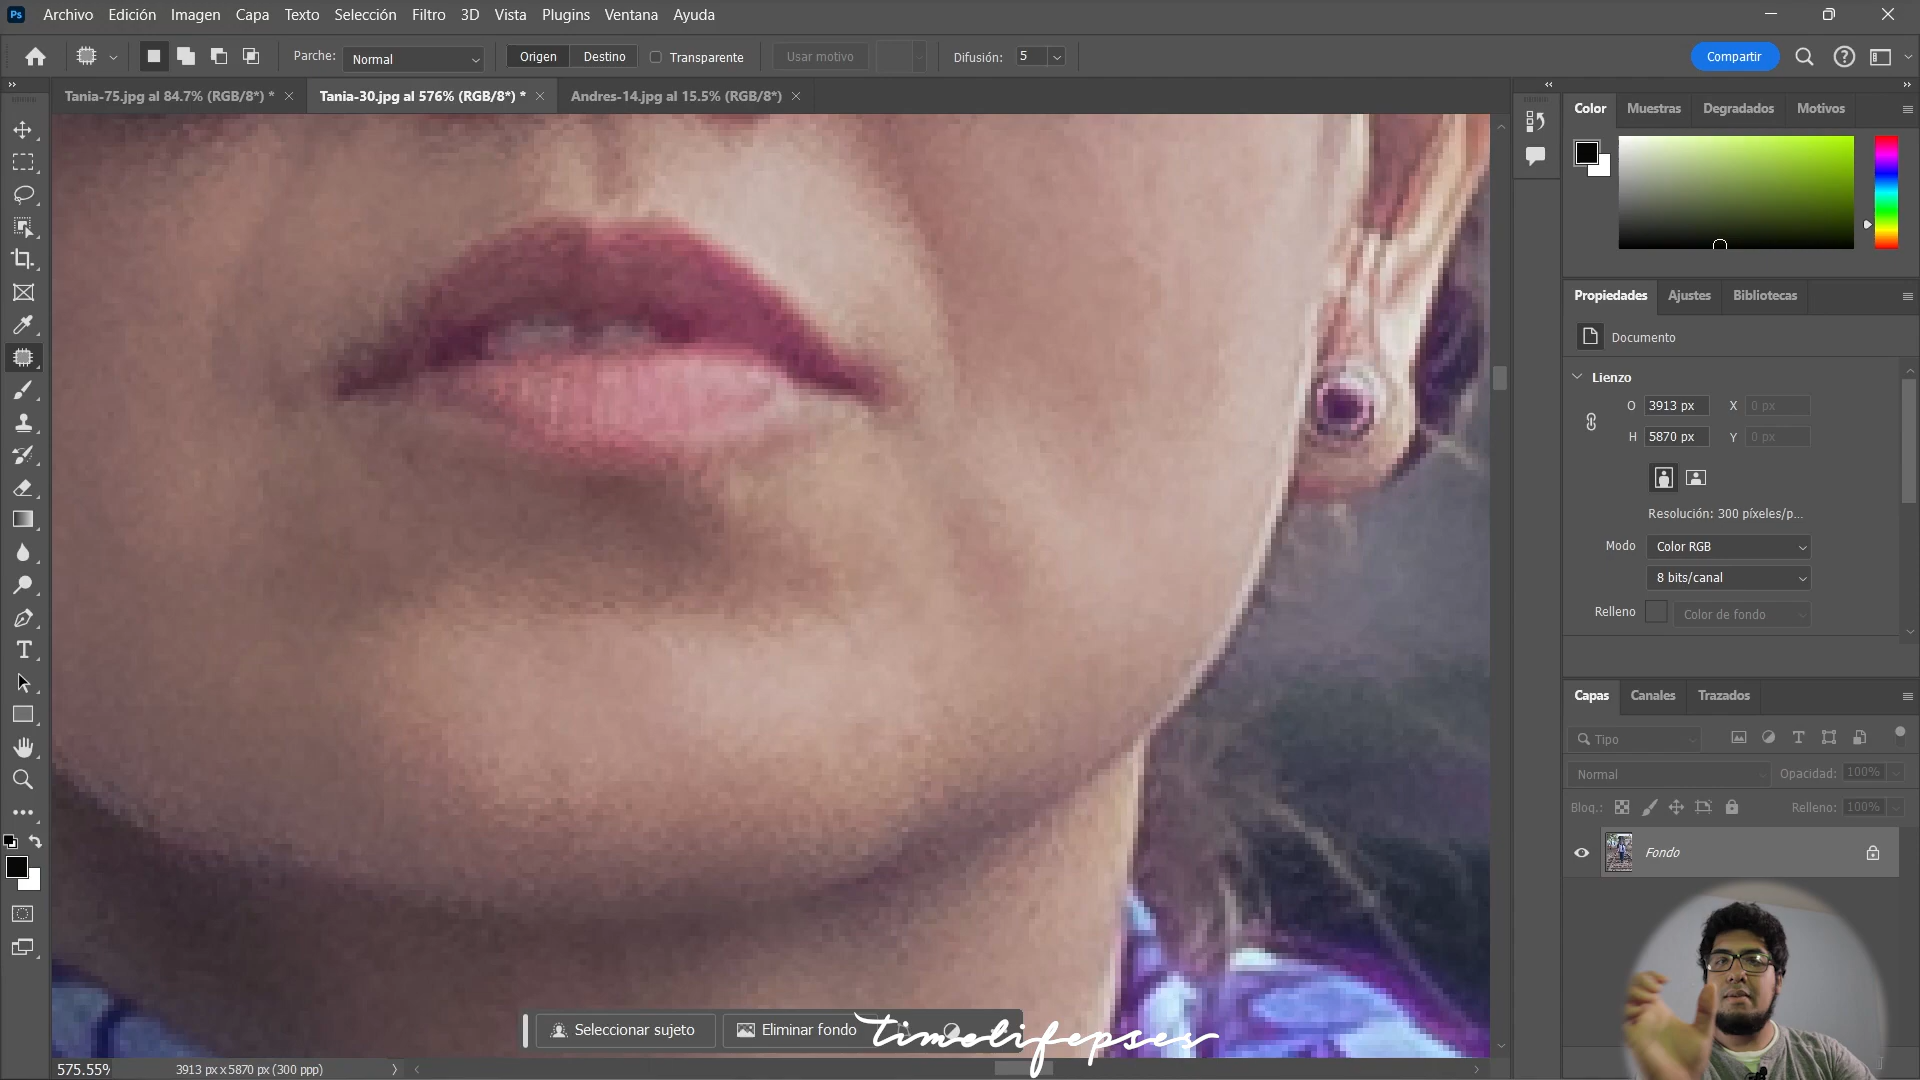 Ps Archivo Edición Imagen Capa Texto Selección Filtro 3D Vista Plugins Ventana Ayuda
Parche: Normal Origen Destino Transparente Usar motivo Difusión: 5 Compartir
Tania-75.jpg al 84.7% (RGB/8*) * Tania-30.jpg al 576% (RGB/8*) * Andres-14.jpg al 15.5% (RGB/8*)
Color Muestras Degradados Motivos
Propiedades Ajustes Bibliotecas
Documento
Lienzo
O 3913 px X 0 px
H 5870 px Y 0 px
Resolución: 300 píxeles/p...
Modo Color RGB
8 bits/canal
Relleno Color de fondo
Capas Canales Trazados
Tipo
Normal Opacidad: 100%
Bloq.: Relleno: 100%
Fondo
Seleccionar sujeto Eliminar fondo
timelifepses
575.55% 3913 px x 5870 px (300 ppp)